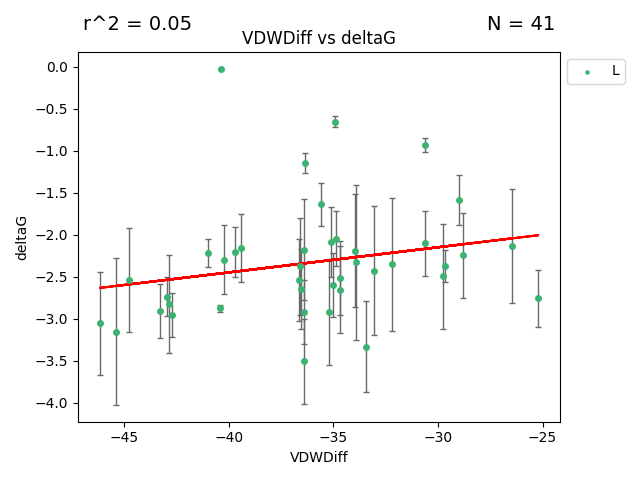 r^2 = 0.05
N = 41
VDWDiff vs deltaG
L
0.0
−0.5
−1.0
−1.5
−2.0
−2.5
−3.0
−3.5
−4.0
deltaG
−45
−40
−35
−30
−25
VDWDiff